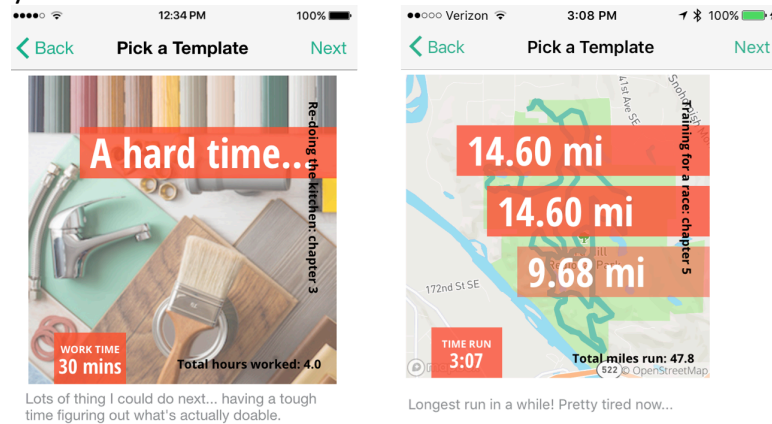 12:34 PM
100%
Back
Pick a Template
Next
A hard time...
Re-doing the kitchen: chapter 3
WORK TIME
30 mins
Total hours worked: 4.0
Lots of thing I could do next... having a tough
time figuring out what's actually doable.
Verizon
3:08 PM
100%
Back
Pick a Template
Next
41st Ave SE
14.60 mi
14.60 mi
9.68 mi
Training for a race: chapter 5
172nd St SE
TIME RUN
3:07
Total miles run: 47.8
522
© OpenStreetMap
Longest run in a while! Pretty tired now...